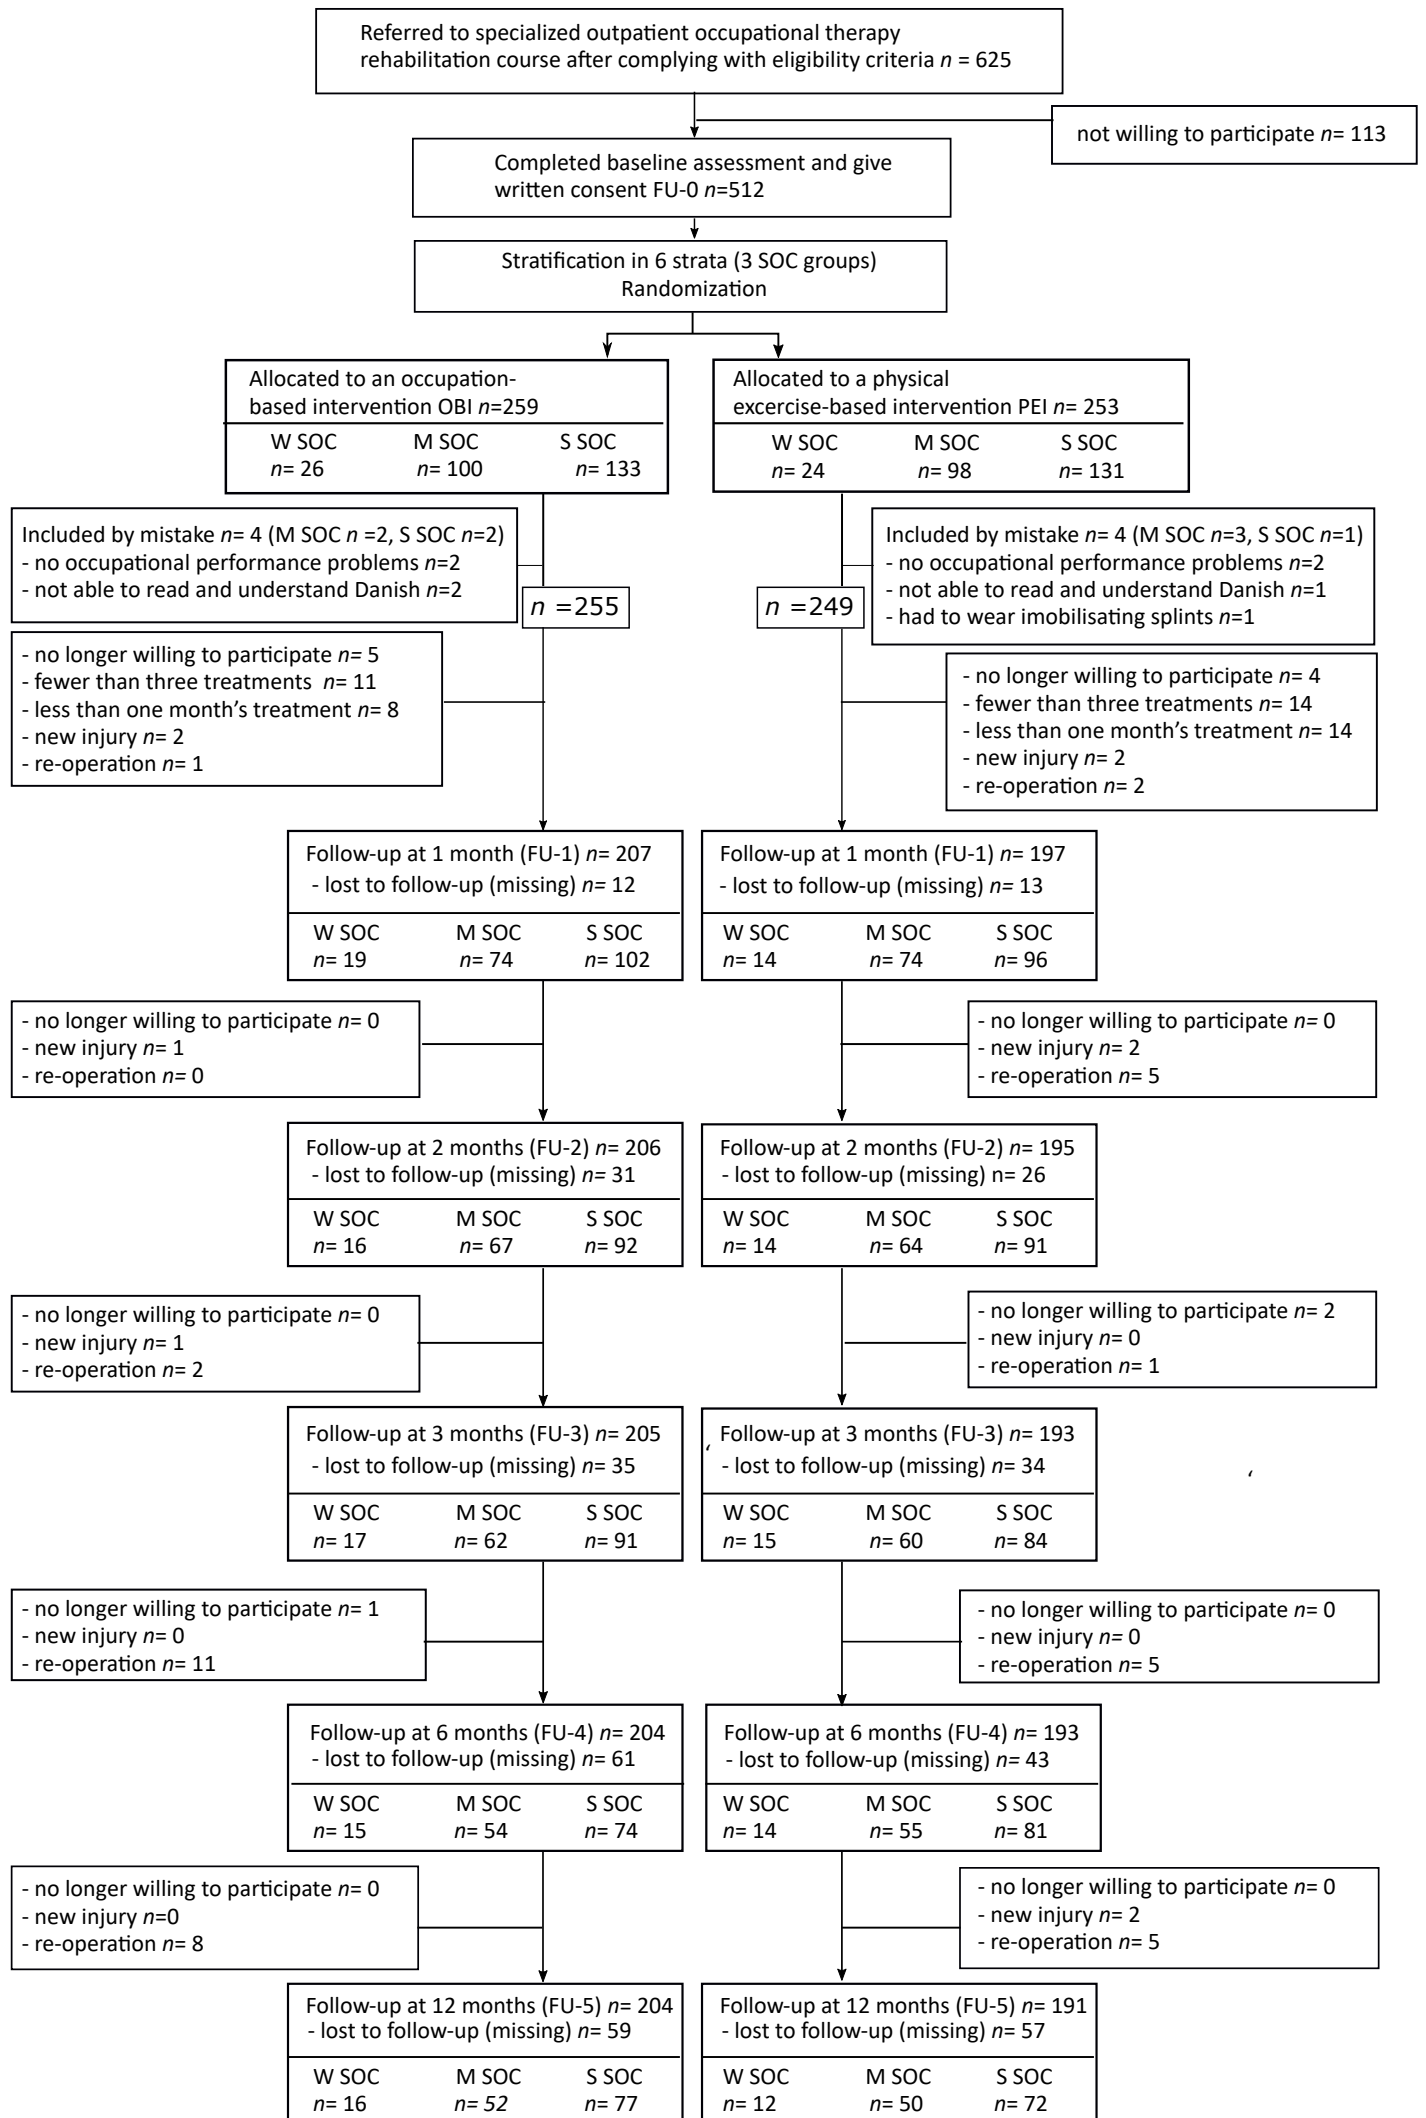 Referred to specialized outpatient occupational therapy
rehabilitation course after complying with eligibility criteria n = 625
not willing to participate n= 113
Completed baseline assessment and give
written consent FU-0 n=512
Stratification in 6 strata (3 SOC groups)
Randomization
Allocated to an occupation-
based intervention OBI n=259
W SOC M SOC S SOC
n= 26 n= 100 n= 133
Allocated to a physical
excercise-based intervention PEI n= 253
W SOC M SOC S SOC
n= 24 n= 98 n= 131
Included by mistake n= 4 (M SOC n =2, S SOC n=2)
- no occupational performance problems n=2
- not able to read and understand Danish n=2
n =255
Included by mistake n= 4 (M SOC n=3, S SOC n=1)
- no occupational performance problems n=2
- not able to read and understand Danish n=1
- had to wear imobilisating splints n=1
n =249
- no longer willing to participate n= 5
- fewer than three treatments n= 11
- less than one month's treatment n= 8
- new injury n= 2
- re-operation n= 1
- no longer willing to participate n= 4
- fewer than three treatments n= 14
- less than one month's treatment n= 14
- new injury n= 2
- re-operation n= 2
Follow-up at 1 month (FU-1) n= 207
- lost to follow-up (missing) n= 12
W SOC M SOC S SOC
n= 19 n= 74 n= 102
Follow-up at 1 month (FU-1) n= 197
- lost to follow-up (missing) n= 13
W SOC M SOC S SOC
n= 14 n= 74 n= 96
- no longer willing to participate n= 0
- new injury n= 1
- re-operation n= 0
- no longer willing to participate n= 0
- new injury n= 2
- re-operation n= 5
Follow-up at 2 months (FU-2) n= 206
- lost to follow-up (missing) n= 31
W SOC M SOC S SOC
n= 16 n= 67 n= 92
Follow-up at 2 months (FU-2) n= 195
- lost to follow-up (missing) n= 26
W SOC M SOC S SOC
n= 14 n= 64 n= 91
- no longer willing to participate n= 0
- new injury n= 1
- re-operation n= 2
- no longer willing to participate n= 2
- new injury n= 0
- re-operation n= 1
Follow-up at 3 months (FU-3) n= 205
- lost to follow-up (missing) n= 35
W SOC M SOC S SOC
n= 17 n= 62 n= 91
Follow-up at 3 months (FU-3) n= 193
- lost to follow-up (missing) n= 34
W SOC M SOC S SOC
n= 15 n= 60 n= 84
- no longer willing to participate n= 1
- new injury n= 0
- re-operation n= 11
- no longer willing to participate n= 0
- new injury n= 0
- re-operation n= 5
Follow-up at 6 months (FU-4) n= 204
- lost to follow-up (missing) n= 61
W SOC M SOC S SOC
n= 15 n= 54 n= 74
Follow-up at 6 months (FU-4) n= 193
- lost to follow-up (missing) n= 43
W SOC M SOC S SOC
n= 14 n= 55 n= 81
- no longer willing to participate n= 0
- new injury n=0
- re-operation n= 8
- no longer willing to participate n= 0
- new injury n= 2
- re-operation n= 5
Follow-up at 12 months (FU-5) n= 204
- lost to follow-up (missing) n= 59
W SOC M SOC S SOC
n= 16 n= 52 n= 77
Follow-up at 12 months (FU-5) n= 191
- lost to follow-up (missing) n= 57
W SOC M SOC S SOC
n= 12 n= 50 n= 72